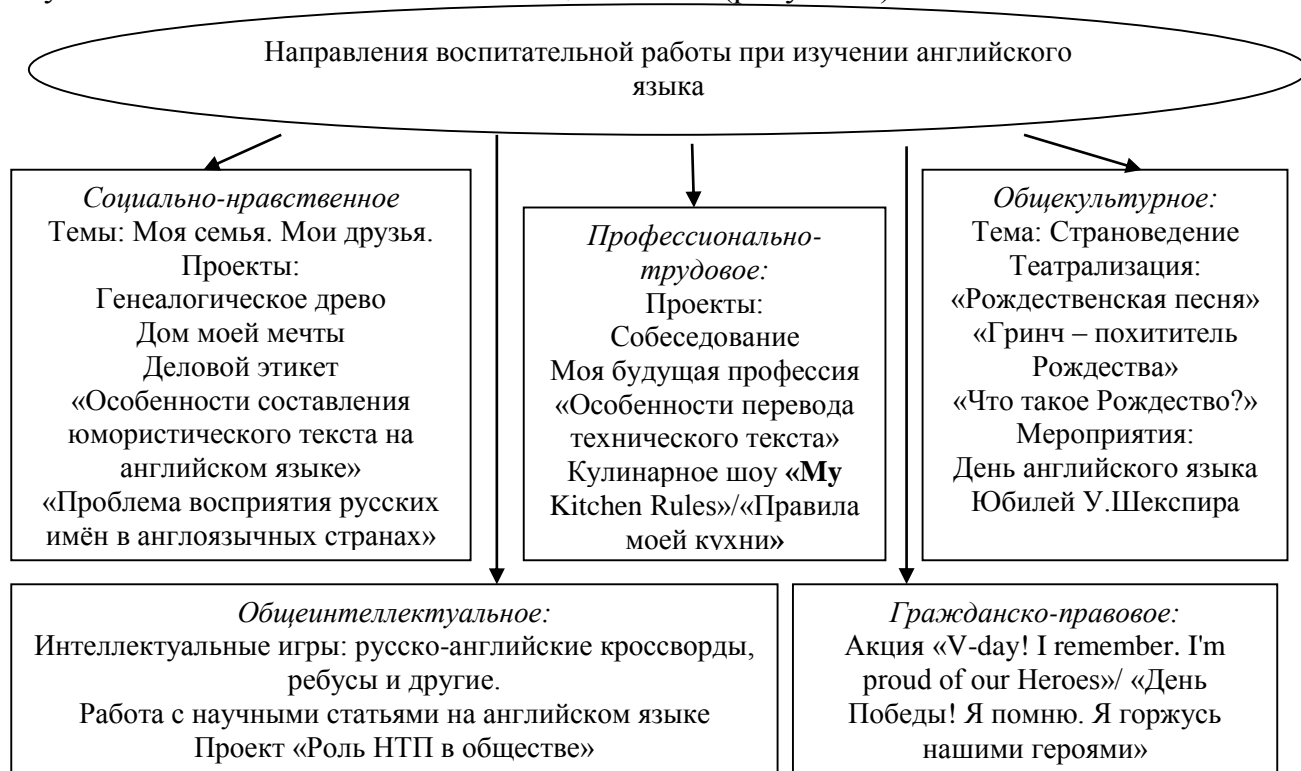 Направления воспитательной работы при изучении английского
языка
Социально-нравственное
Темы: Моя семья. Мои друзья.
Проекты:
Генеалогическое древо
Дом моей мечты
Деловой этикет
«Особенности составления
юмористического текста на
английском языке»
«Проблема восприятия русских
имён в англоязычных странах»
Профессионально-
трудовое:
Проекты:
Собеседование
Моя будущая профессия
«Особенности перевода
технического текста»
Кулинарное шоу «My
Kitchen Rules»/«Правила
моей кухни»
Общекультурное:
Тема: Страноведение
Театрализация:
«Рождественская песня»
«Гринч – похититель
Рождества»
«Что такое Рождество?»
Мероприятия:
День английского языка
Юбилей У.Шекспира
Общеинтеллектуальное:
Интеллектуальные игры: русско-английские кроссворды,
ребусы и другие.
Работа с научными статьями на английском языке
Проект «Роль НТП в обществе»
Гражданско-правовое:
Акция «V-day! I remember. I'm
proud of our Heroes»/ «День
Победы! Я помню. Я горжусь
нашими героями»